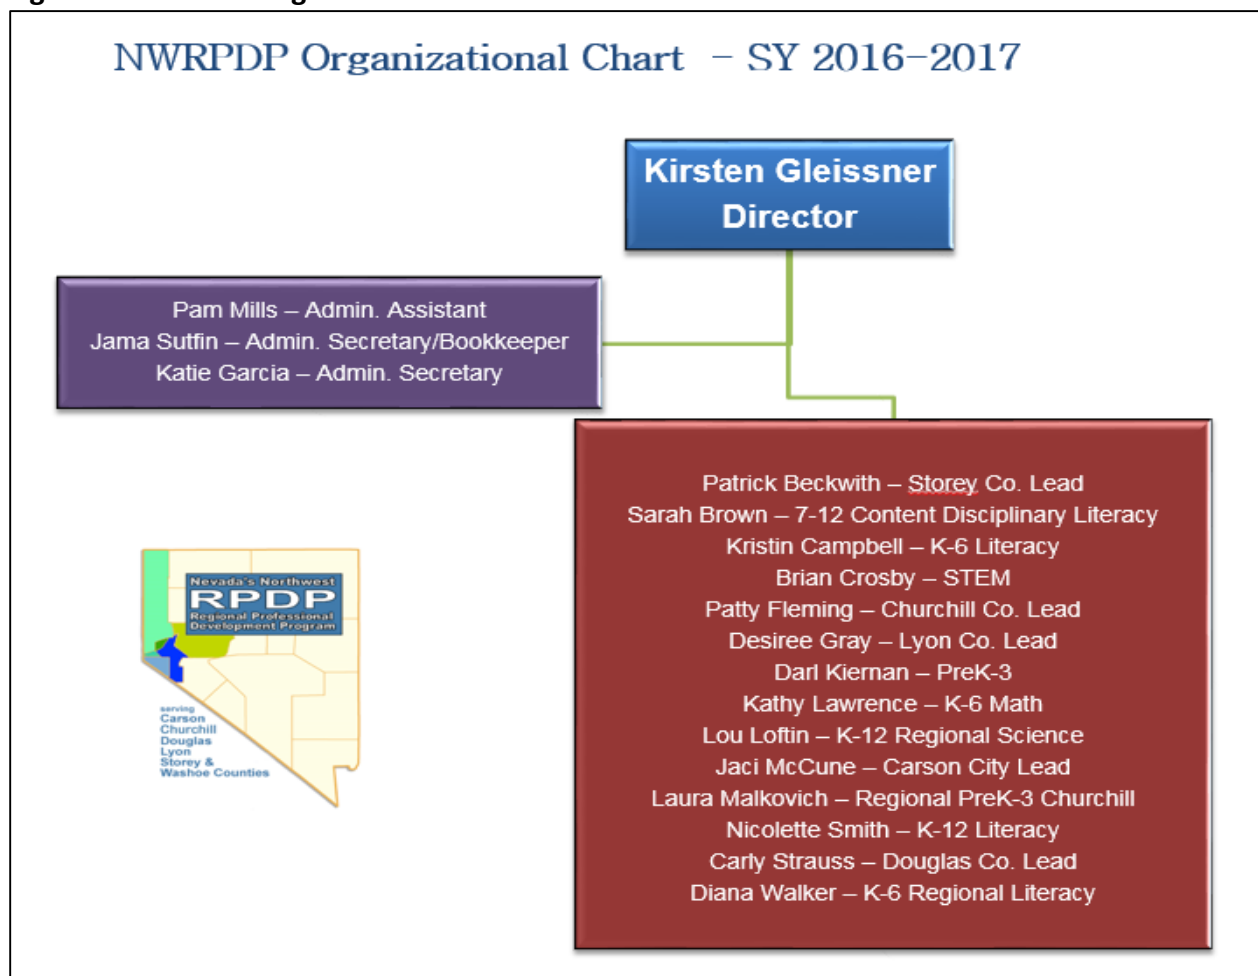 NWRPDP Organizational Chart – SY 2016-2017
Kirsten Gleissner
Director
Pam Mills – Admin. Assistant
Jama Sutfin – Admin. Secretary/Bookkeeper
Katie Garcia – Admin. Secretary
Patrick Beckwith – Storey Co. Lead
Sarah Brown – 7-12 Content Disciplinary Literacy
Kristin Campbell – K-6 Literacy
Brian Crosby – STEM
Patty Fleming – Churchill Co. Lead
Desiree Gray – Lyon Co. Lead
Darl Kiernan – PreK-3
Kathy Lawrence – K-6 Math
Lou Loftin – K-12 Regional Science
Jaci McCune – Carson City Lead
Laura Malkovich – Regional PreK-3 Churchill
Nicolette Smith – K-12 Literacy
Carly Strauss – Douglas Co. Lead
Diana Walker – K-6 Regional Literacy
Nevada's Northwest
RPDP
Regional Professional
Development Program
serving
Carson
Churchill
Douglas
Lyon
Storey &
Washoe Counties